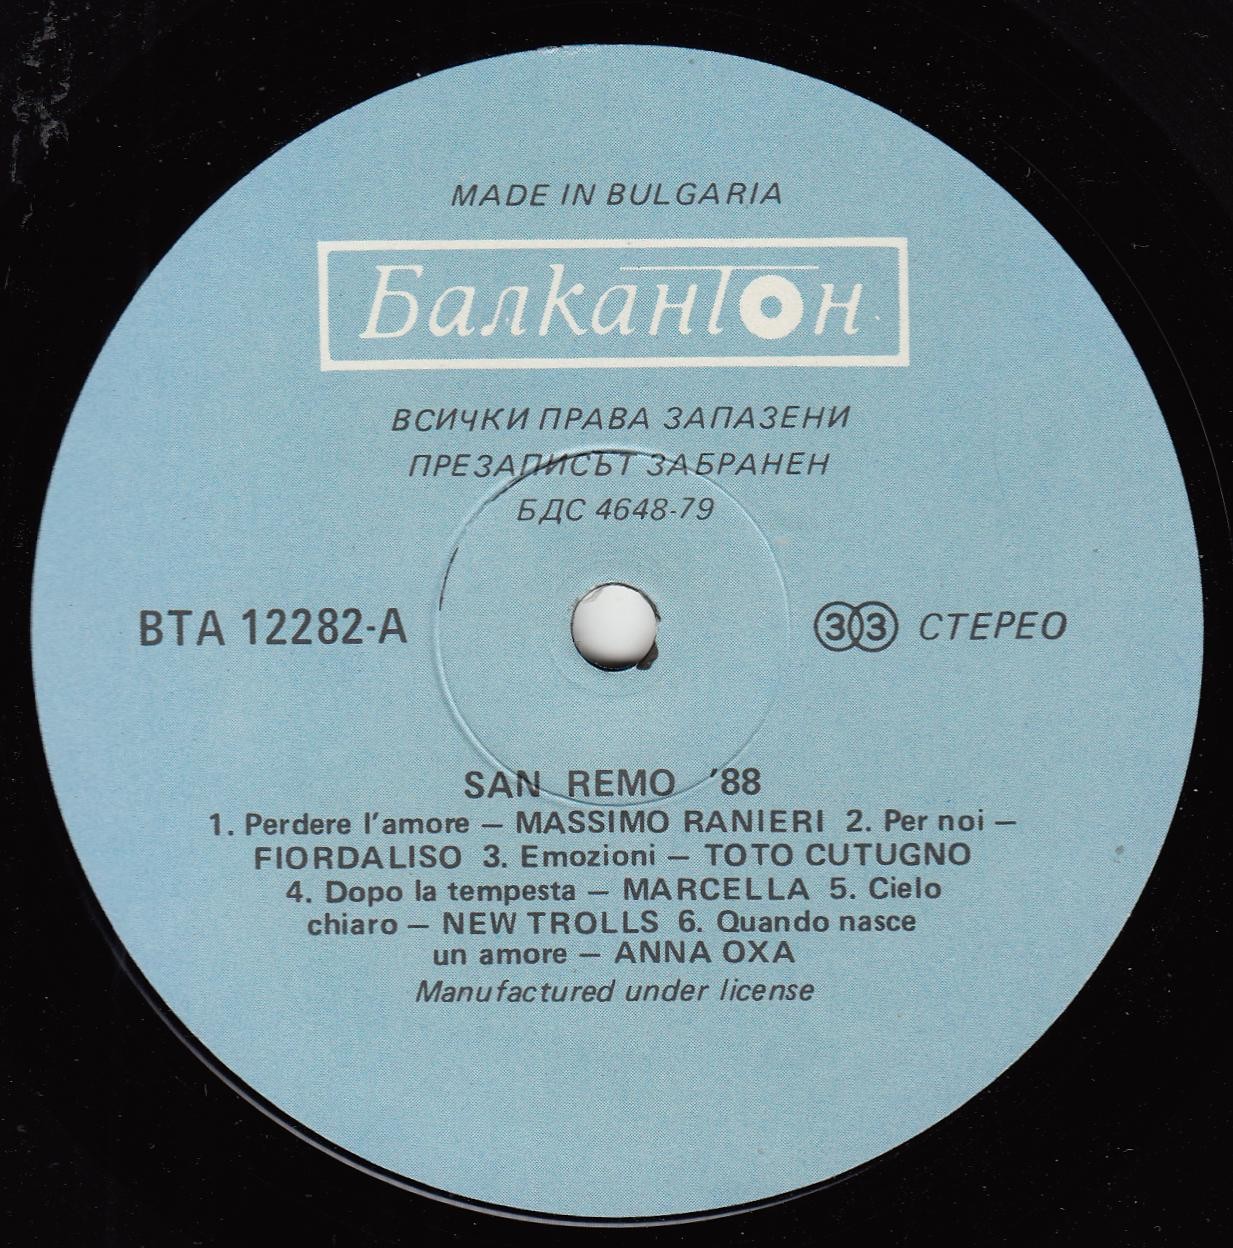 MADE IN BULGARIA
Балкантон
ВСИЧКИ ПРАВА ЗАПАЗЕНИ
ПРЕЗАПИСЪТ ЗАБРАНЕН
БДС 4648-79
ВТА 12282-А
33 СТЕРЕО
SAN REMO '88
1. Perdere l'amore — MASSIMO RANIERI 2. Per noi —
FIORDALISO 3. Emozioni — TOTO CUTUGNO
4. Dopo la tempesta — MARCELLA 5. Cielo
chiaro — NEW TROLLS 6. Quando nasce
un amore — ANNA OXA
Manufactured under license